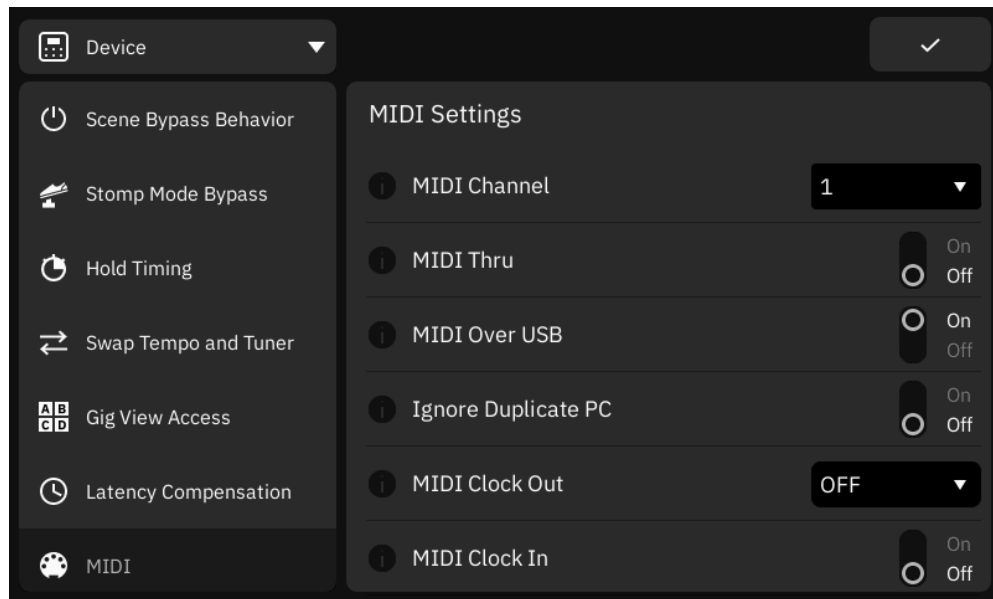 Device
Scene Bypass Behavior
Stomp Mode Bypass
Hold Timing
Swap Tempo and Tuner
A B
C D
Gig View Access
Latency Compensation
MIDI
MIDI Settings
i MIDI Channel
1
i MIDI Thru
On
Off
i MIDI Over USB
On
Off
i Ignore Duplicate PC
On
Off
i MIDI Clock Out
OFF
i MIDI Clock In
On
Off